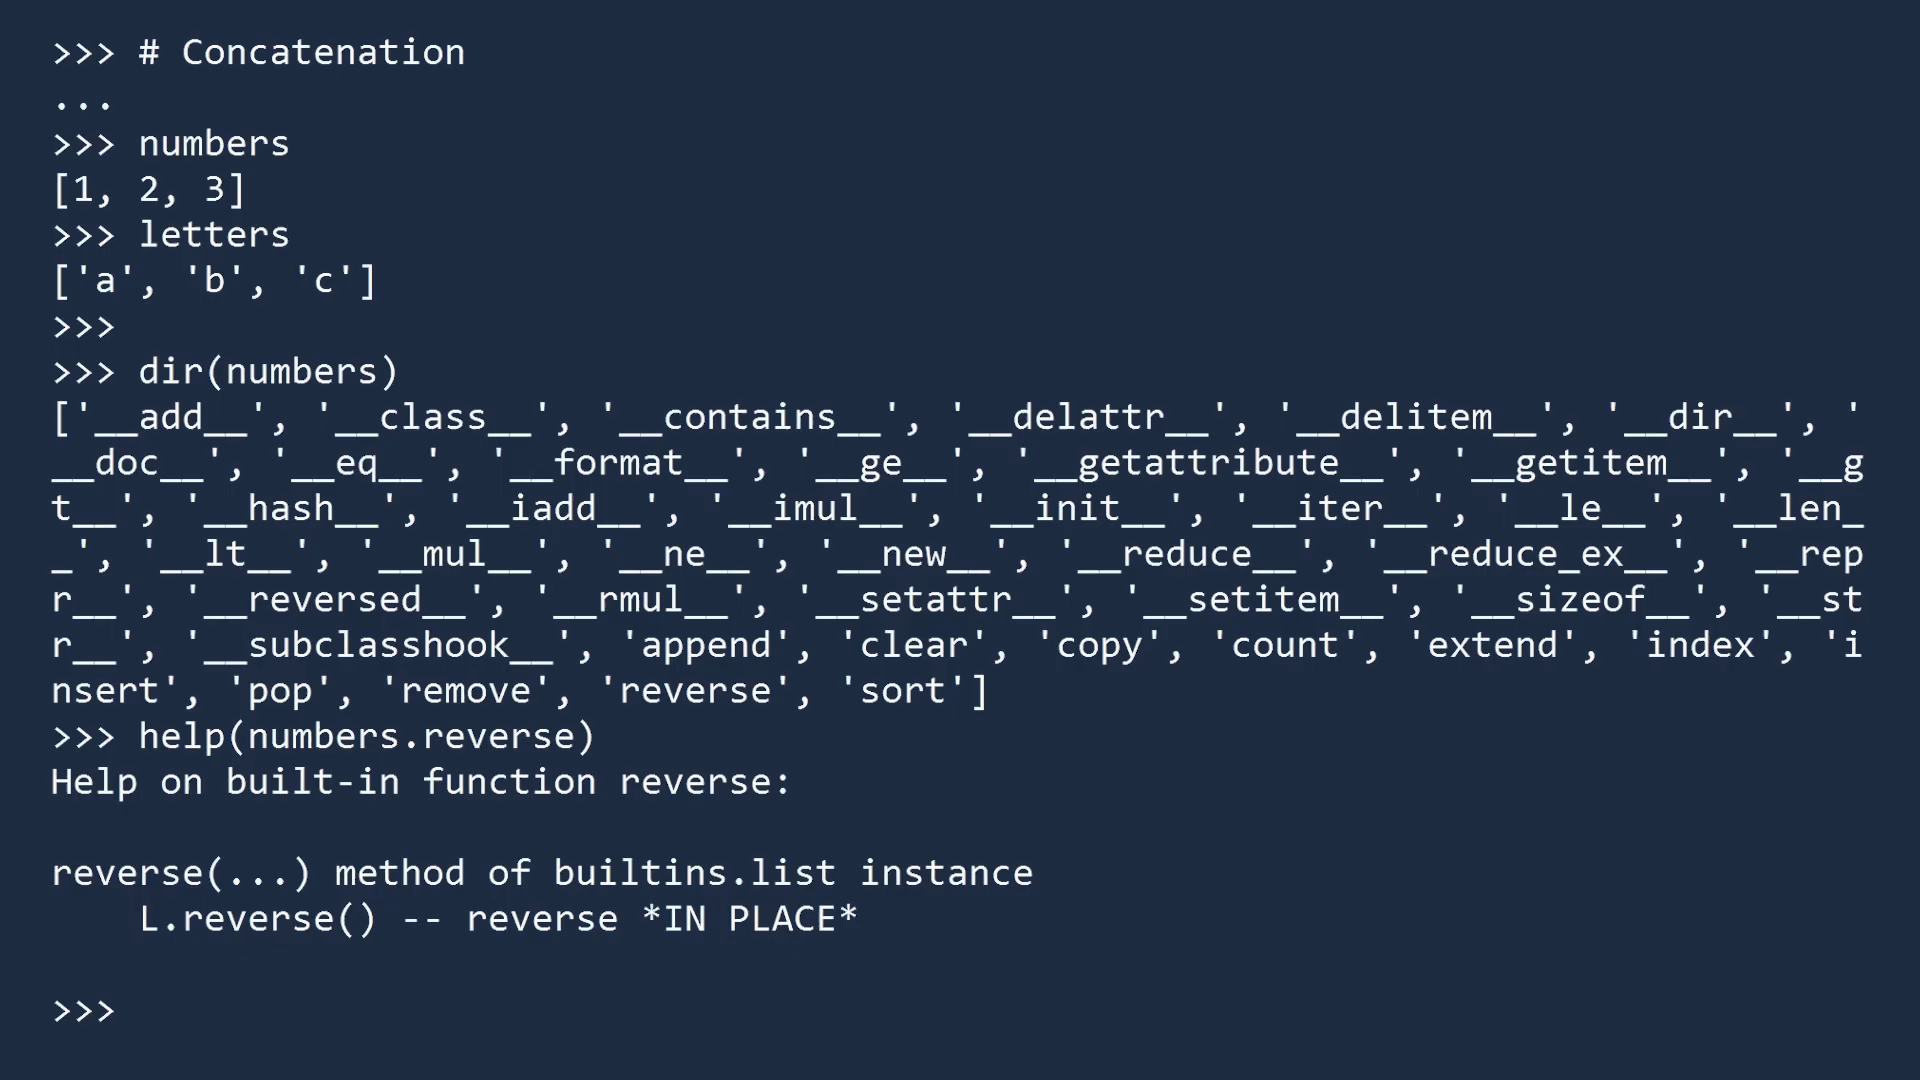 >>> # Concatenation
...
>>> numbers
[1, 2, 3]
>>> letters
['a', 'b', 'c']
>>>
>>> dir(numbers)
['__add__', '__class__', '__contains__', '__delattr__', '__delitem__', '__dir__', '
__doc__', '__eq__', '__format__', '__ge__', '__getattribute__', '__getitem__', '__g
t__', '__hash__', '__iadd__', '__imul__', '__init__', '__iter__', '__le__', '__len_
_', '__lt__', '__mul__', '__ne__', '__new__', '__reduce__', '__reduce_ex__', '__rep
r__', '__reversed__', '__rmul__', '__setattr__', '__setitem__', '__sizeof__', '__st
r__', '__subclasshook__', 'append', 'clear', 'copy', 'count', 'extend', 'index', 'i
nsert', 'pop', 'remove', 'reverse', 'sort']
>>> help(numbers.reverse)
Help on built-in function reverse:
reverse(...) method of builtins.list instance
    L.reverse() -- reverse *IN PLACE*
>>>